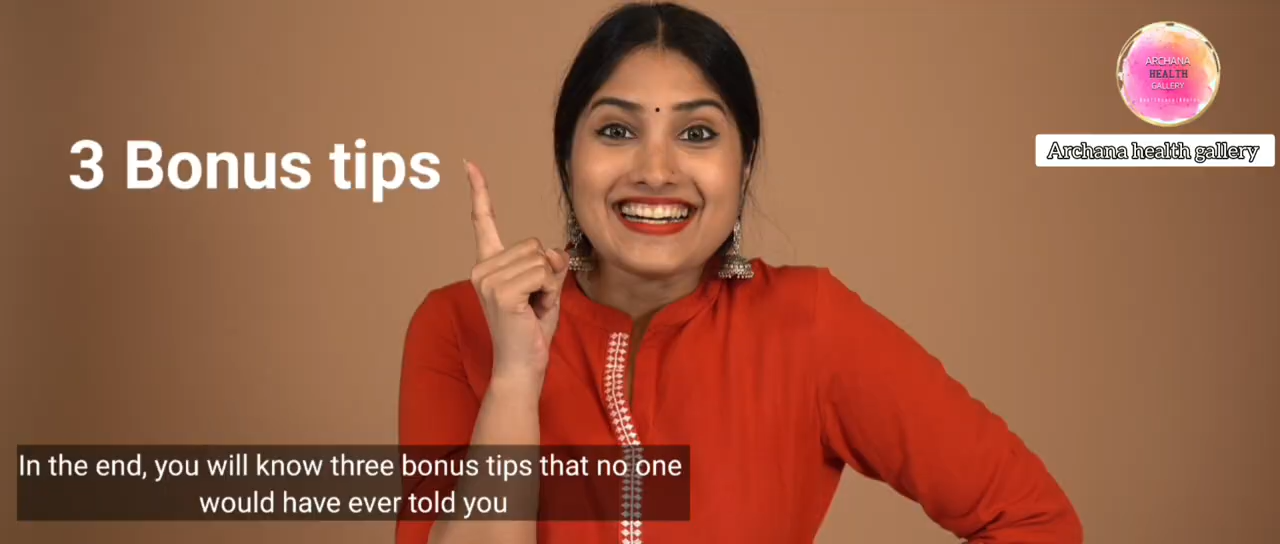 3 Bonus tips
ARCHANA
HEALTH
GALLERY
Archana health gallery
In the end, you will know three bonus tips that no one
would have ever told you